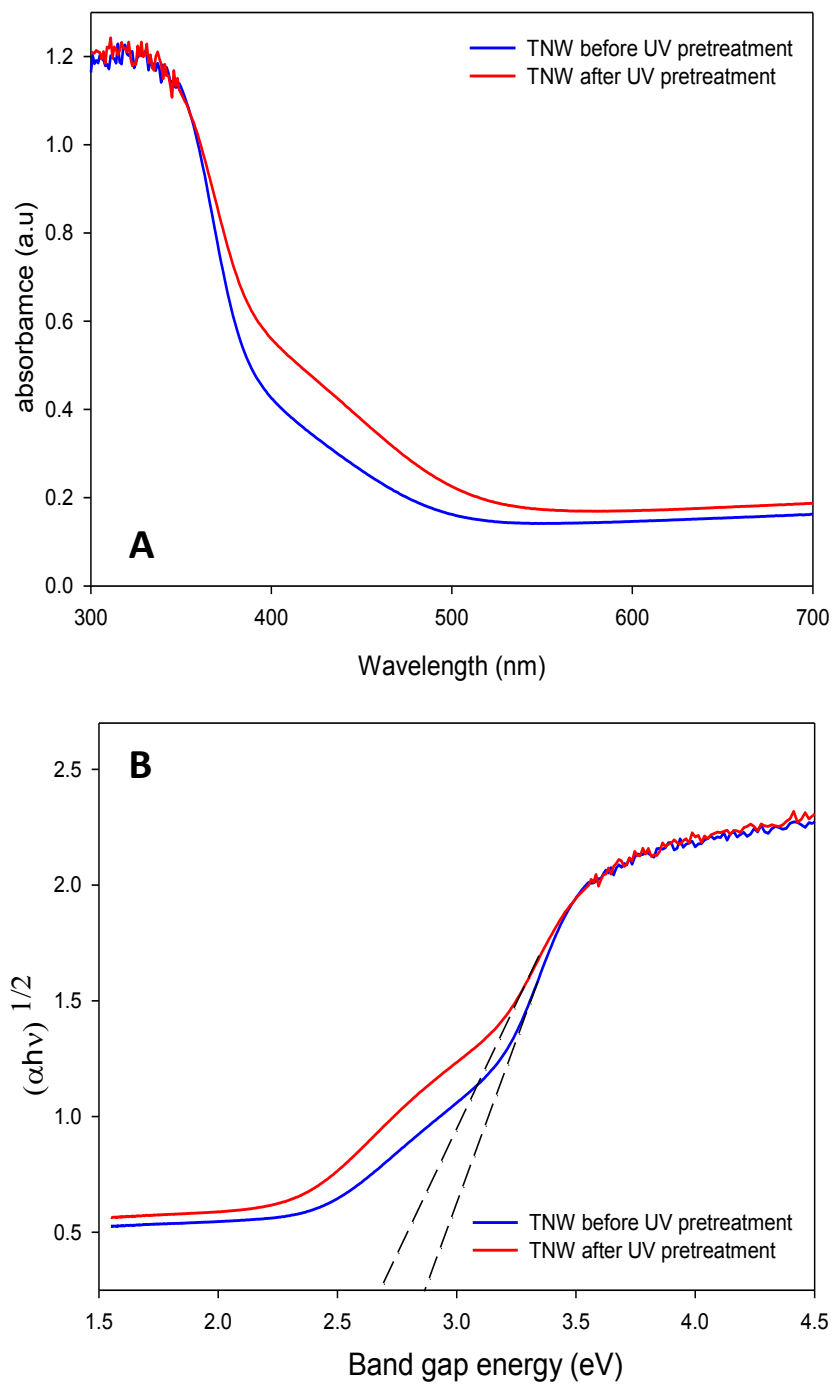 1.2
1.0
0.8
0.6
0.4
0.2
0.0
absorbamce (a.u)
TNW before UV pretreatment
TNW after UV pretreatment
A
300 400 500 600 700
Wavelength (nm)
B
2.5
2.0
1.5
1.0
0.5
(αhν) 1/2
TNW before UV pretreatment
TNW after UV pretreatment
1.5 2.0 2.5 3.0 3.5 4.0 4.5
Band gap energy (eV)